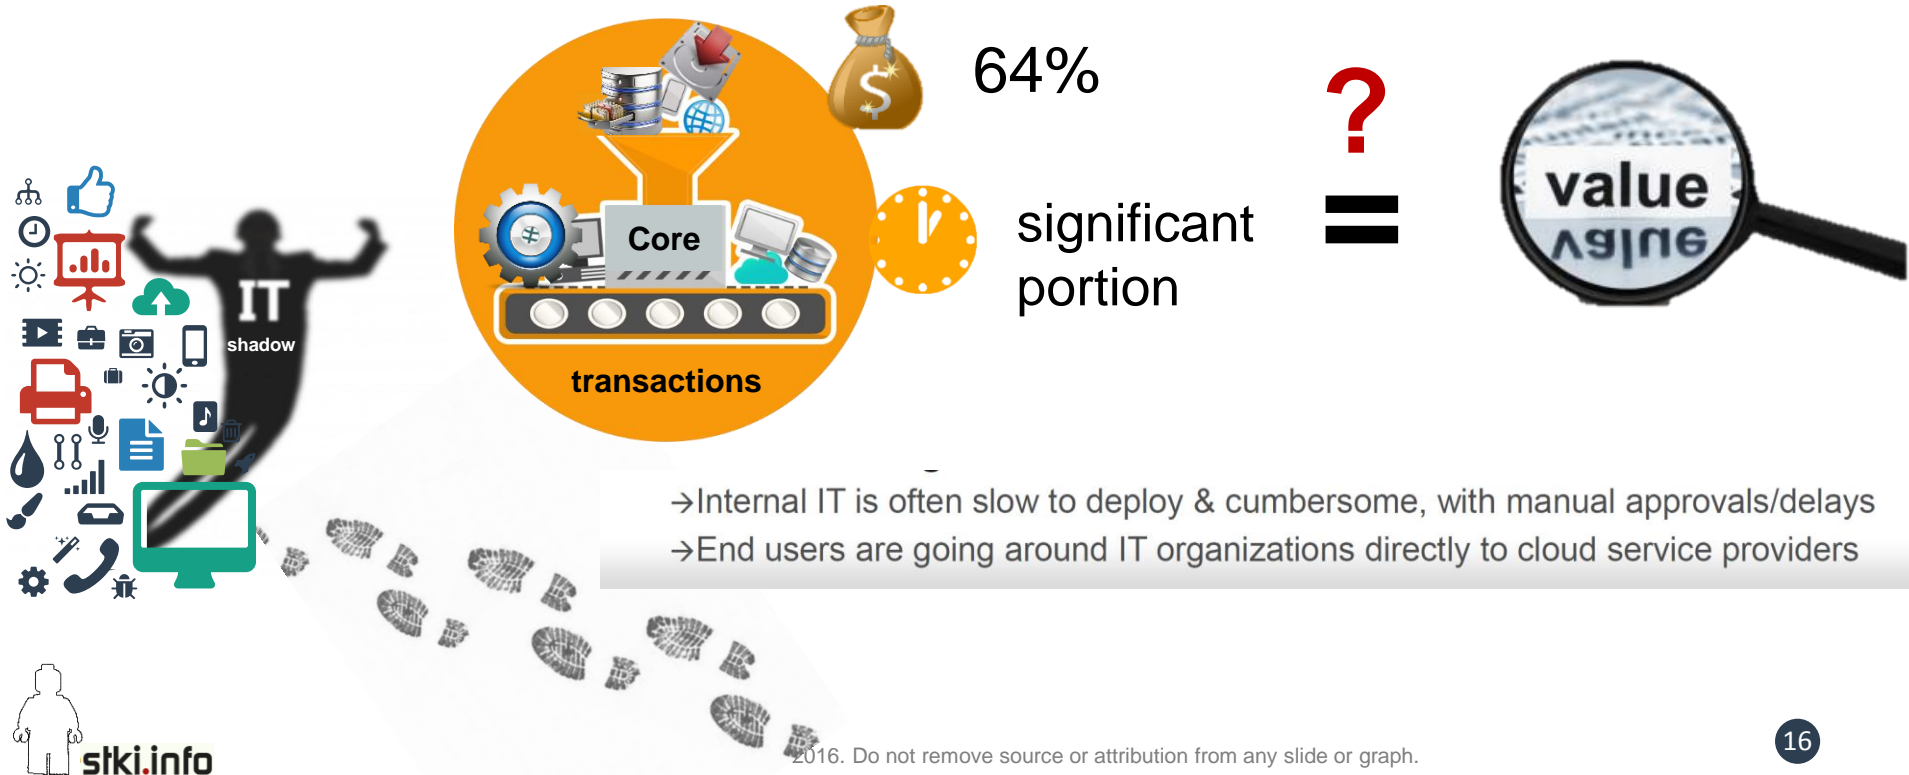 64%
?
=
value
significant
portion
Core
transactions
IT
shadow
→Internal IT is often slow to deploy & cumbersome, with manual approvals/delays
→End users are going around IT organizations directly to cloud service providers
stki.info
2016. Do not remove source or attribution from any slide or graph.
16